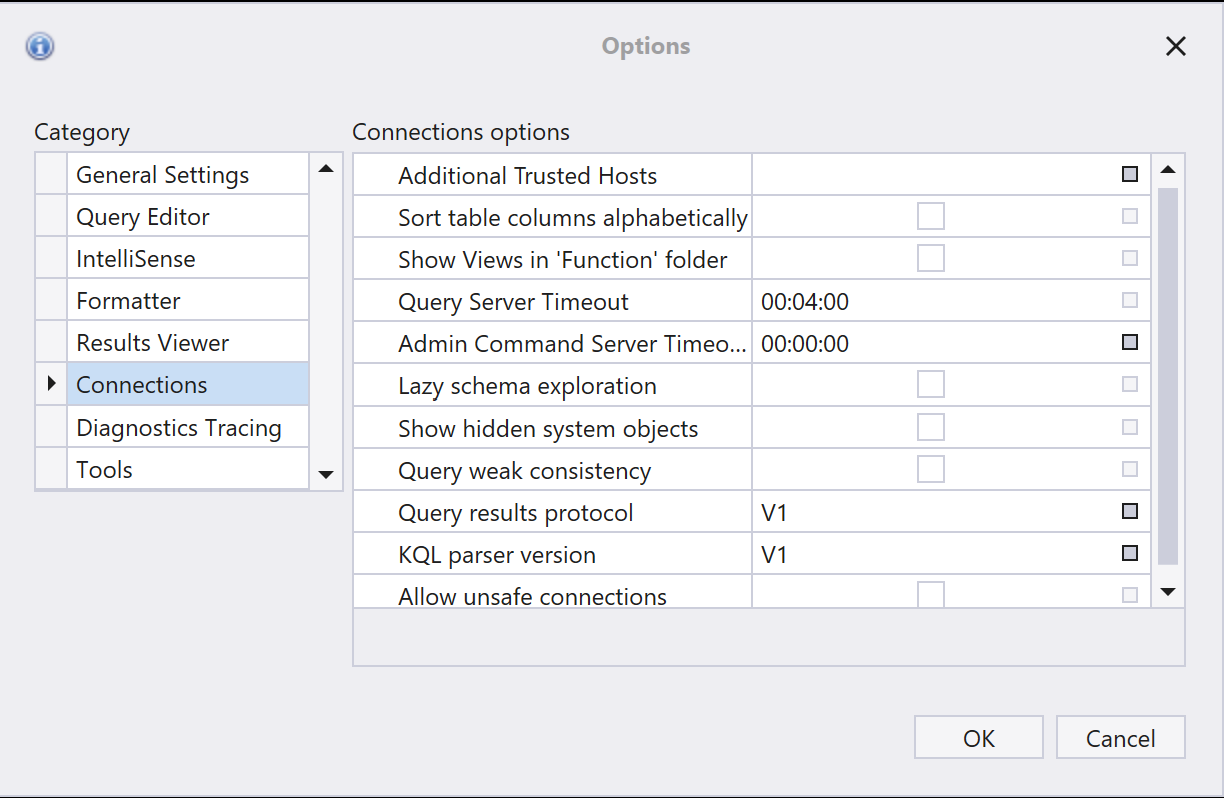 Options
Category
General Settings
Query Editor
IntelliSense
Formatter
Results Viewer
Connections
Diagnostics Tracing
Tools
Connections options
Additional Trusted Hosts
Sort table columns alphabetically
Show Views in 'Function' folder
Query Server Timeout 00:04:00
Admin Command Server Timeo... 00:00:00
Lazy schema exploration
Show hidden system objects
Query weak consistency
Query results protocol V1
KQL parser version V1
Allow unsafe connections
OK Cancel